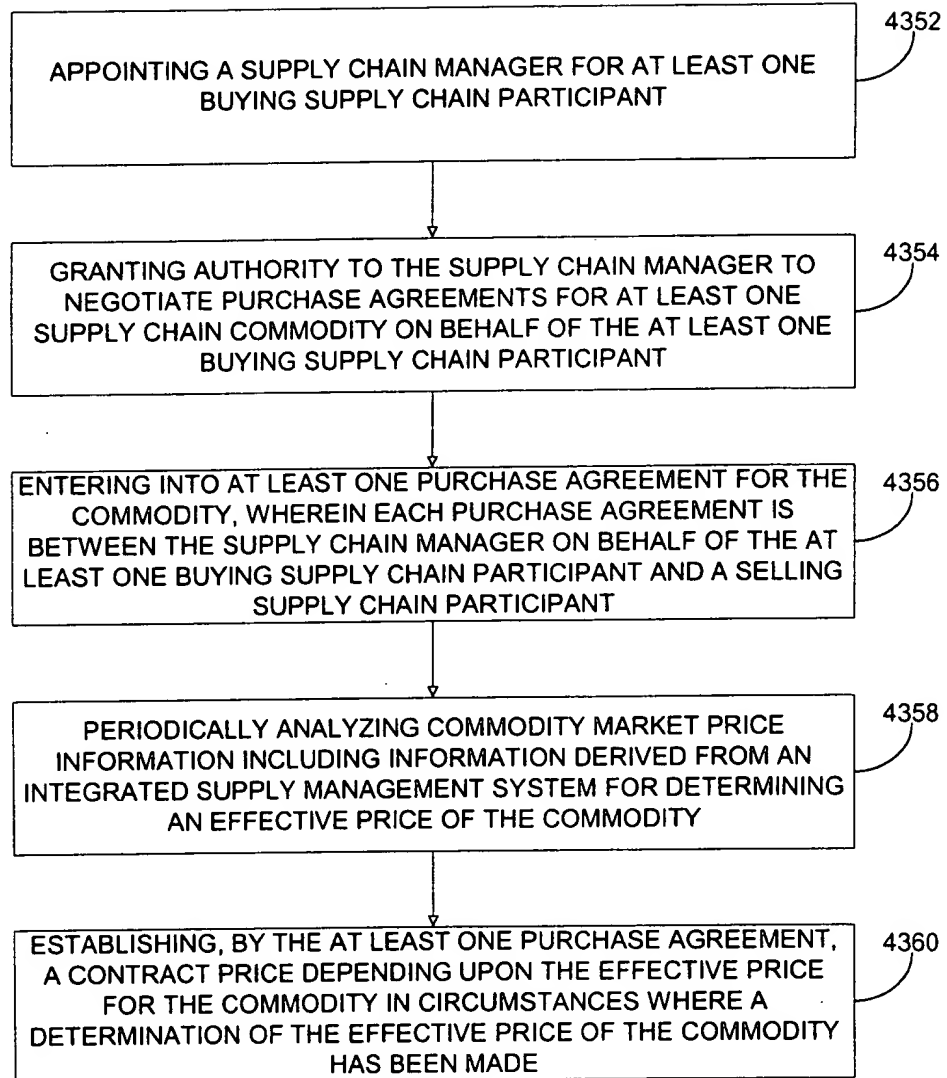 APPOINTING A SUPPLY CHAIN MANAGER FOR AT LEAST ONE
BUYING SUPPLY CHAIN PARTICIPANT
4352
GRANTING AUTHORITY TO THE SUPPLY CHAIN MANAGER TO
NEGOTIATE PURCHASE AGREEMENTS FOR AT LEAST ONE
SUPPLY CHAIN COMMODITY ON BEHALF OF THE AT LEAST ONE
BUYING SUPPLY CHAIN PARTICIPANT
4354
ENTERING INTO AT LEAST ONE PURCHASE AGREEMENT FOR THE
COMMODITY, WHEREIN EACH PURCHASE AGREEMENT IS
BETWEEN THE SUPPLY CHAIN MANAGER ON BEHALF OF THE AT
LEAST ONE BUYING SUPPLY CHAIN PARTICIPANT AND A SELLING
SUPPLY CHAIN PARTICIPANT
4356
PERIODICALLY ANALYZING COMMODITY MARKET PRICE
INFORMATION INCLUDING INFORMATION DERIVED FROM AN
INTEGRATED SUPPLY MANAGEMENT SYSTEM FOR DETERMINING
AN EFFECTIVE PRICE OF THE COMMODITY
4358
ESTABLISHING, BY THE AT LEAST ONE PURCHASE AGREEMENT,
A CONTRACT PRICE DEPENDING UPON THE EFFECTIVE PRICE
FOR THE COMMODITY IN CIRCUMSTANCES WHERE A
DETERMINATION OF THE EFFECTIVE PRICE OF THE COMMODITY
HAS BEEN MADE
4360